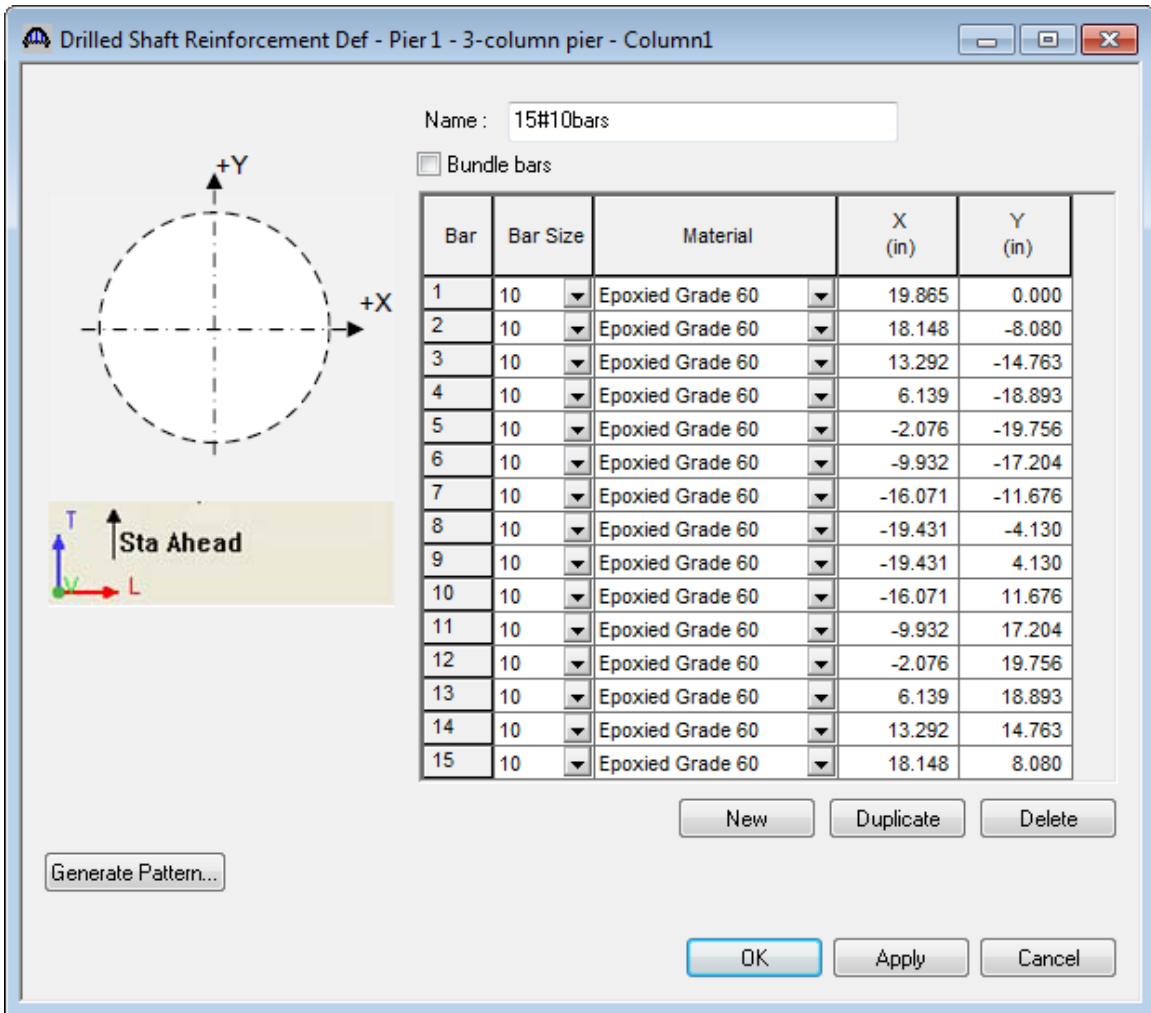 Drilled Shaft Reinforcement Def - Pier 1 - 3-column pier - Column1
Name : 15#10bars
Bundle bars
+Y
+X
T
Sta Ahead
V L
Bar Bar Size Material X (in) Y (in)
1 10 Epoxied Grade 60 19.865 0.000
2 10 Epoxied Grade 60 18.148 -8.080
3 10 Epoxied Grade 60 13.292 -14.763
4 10 Epoxied Grade 60 6.139 -18.893
5 10 Epoxied Grade 60 -2.076 -19.756
6 10 Epoxied Grade 60 -9.932 -17.204
7 10 Epoxied Grade 60 -16.071 -11.676
8 10 Epoxied Grade 60 -19.431 -4.130
9 10 Epoxied Grade 60 -19.431 4.130
10 10 Epoxied Grade 60 -16.071 11.676
11 10 Epoxied Grade 60 -9.932 17.204
12 10 Epoxied Grade 60 -2.076 19.756
13 10 Epoxied Grade 60 6.139 18.893
14 10 Epoxied Grade 60 13.292 14.763
15 10 Epoxied Grade 60 18.148 8.080
New Duplicate Delete
Generate Pattern...
OK Apply Cancel